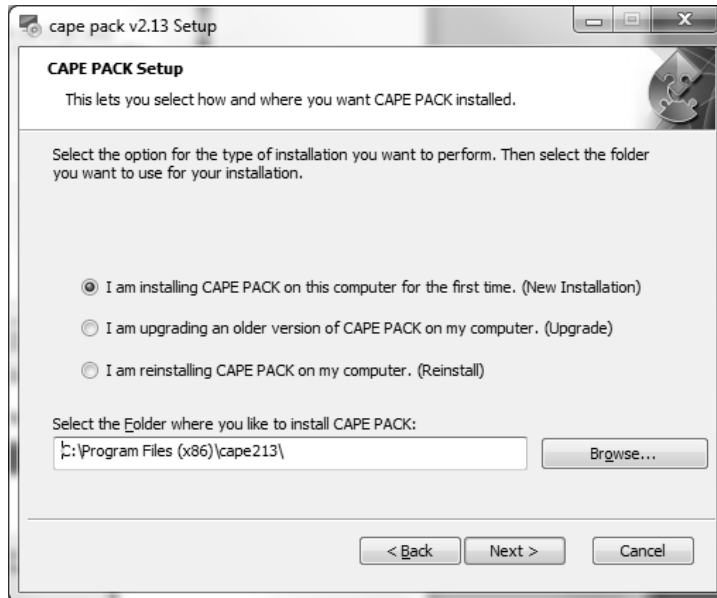 cape pack v2.13 Setup
CAPE PACK Setup
This lets you select how and where you want CAPE PACK installed.
Select the option for the type of installation you want to perform. Then select the folder
you want to use for your installation.
I am installing CAPE PACK on this computer for the first time. (New Installation)
I am upgrading an older version of CAPE PACK on my computer. (Upgrade)
I am reinstalling CAPE PACK on my computer. (Reinstall)
Select the Folder where you like to install CAPE PACK:
C:\Program Files (x86)\cape213\
Browse...
< Back Next > Cancel